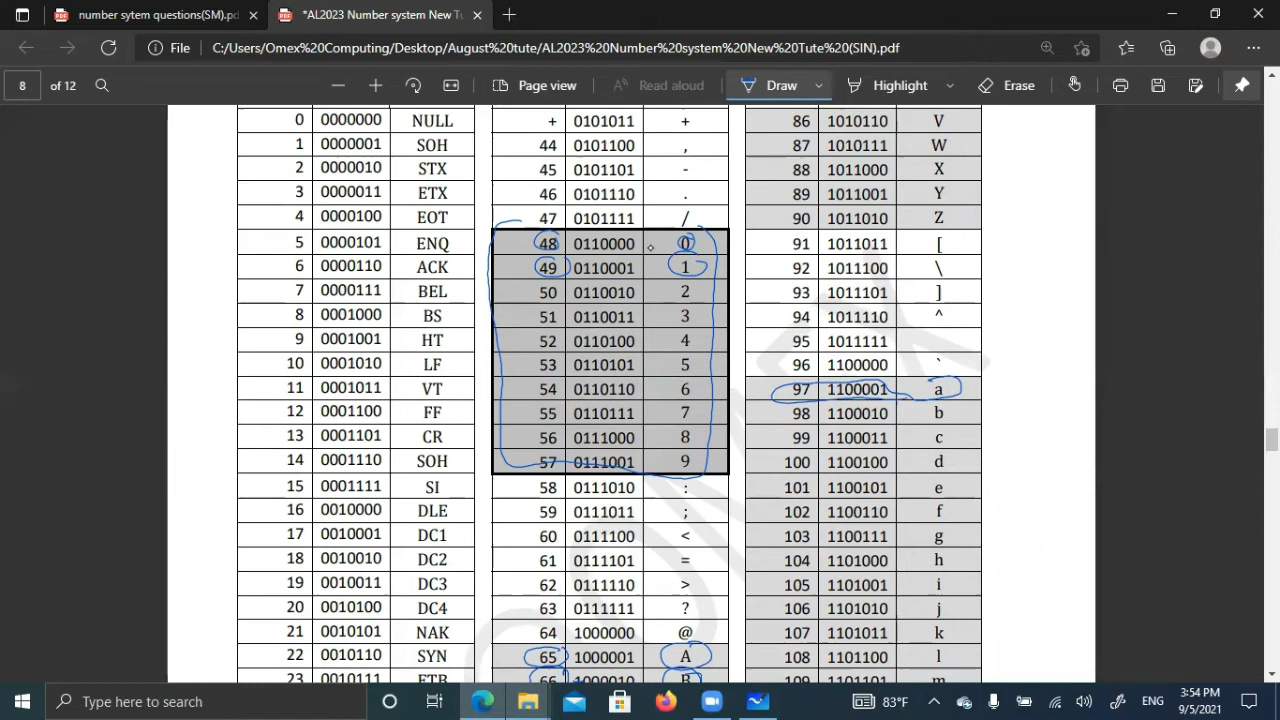 number sytem questions(SM).pd
*AL2023 Number system New Tu
File
C:/Users/Omex%20Computing/Desktop/August%20tute/AL2023%20Number%20system%20New%20Tute%20(SIN).pdf
8 of 12
Page view
Read aloud
Draw
Highlight
Erase
0 0000000 NULL + 0101011 + 86 1010110 V
1 0000001 SOH 44 0101100 , 87 1010111 W
2 0000010 STX 45 0101101 - 88 1011000 X
3 0000011 ETX 46 0101110 . 89 1011001 Y
4 0000100 EOT 47 0101111 / 90 1011010 Z
5 0000101 ENQ 48 0110000 0 91 1011011 [
6 0000110 ACK 49 0110001 1 92 1011100 \
7 0000111 BEL 50 0110010 2 93 1011101 ]
8 0001000 BS 51 0110011 3 94 1011110 ^
9 0001001 HT 52 0110100 4 95 1011111
10 0001010 LF 53 0110101 5 96 1100000 `
11 0001011 VT 54 0110110 6 97 1100001 a
12 0001100 FF 55 0110111 7 98 1100010 b
13 0001101 CR 56 0111000 8 99 1100011 c
14 0001110 SOH 57 0111001 9 100 1100100 d
15 0001111 SI 58 0111010 : 101 1100101 e
16 0010000 DLE 59 0111011 ; 102 1100110 f
17 0010001 DC1 60 0111100 < 103 1100111 g
18 0010010 DC2 61 0111101 = 104 1101000 h
19 0010011 DC3 62 0111110 > 105 1101001 i
20 0010100 DC4 63 0111111 ? 106 1101010 j
21 0010101 NAK 64 1000000 @ 107 1101011 k
22 0010110 SYN 65 1000001 A 108 1101100 l
23 0010111 ETB 66 1000010 B 109 1101101 m
Type here to search
83°F
ENG
3:54 PM
9/5/2021